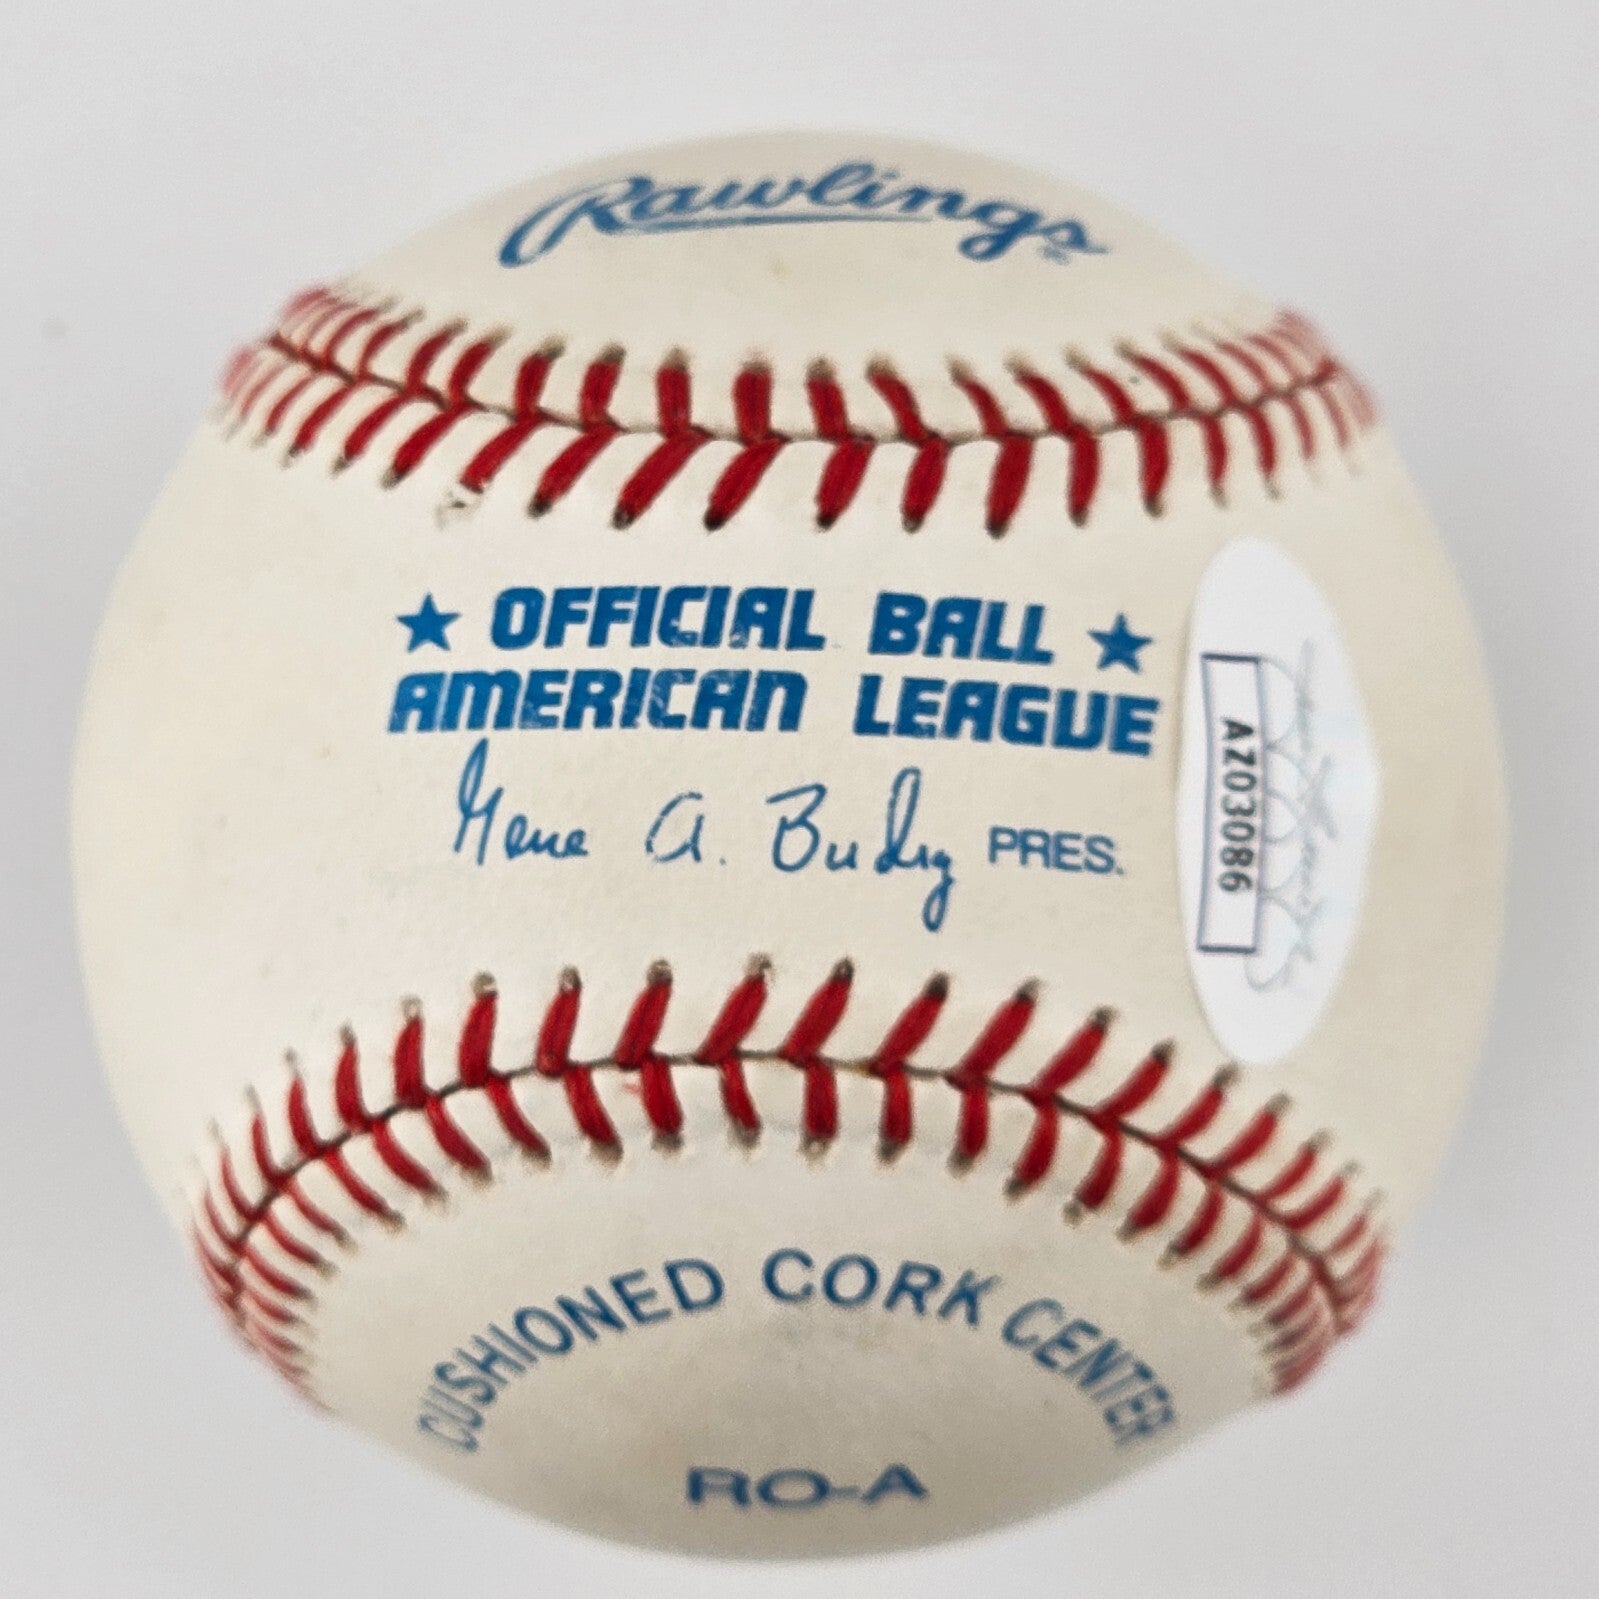 Rawlings
★ OFFICIAL BALL ★
AMERICAN LEAGUE
Gene A. Budig PRES.
AZ03086
CUSHIONED CORK CENTER
RO-A